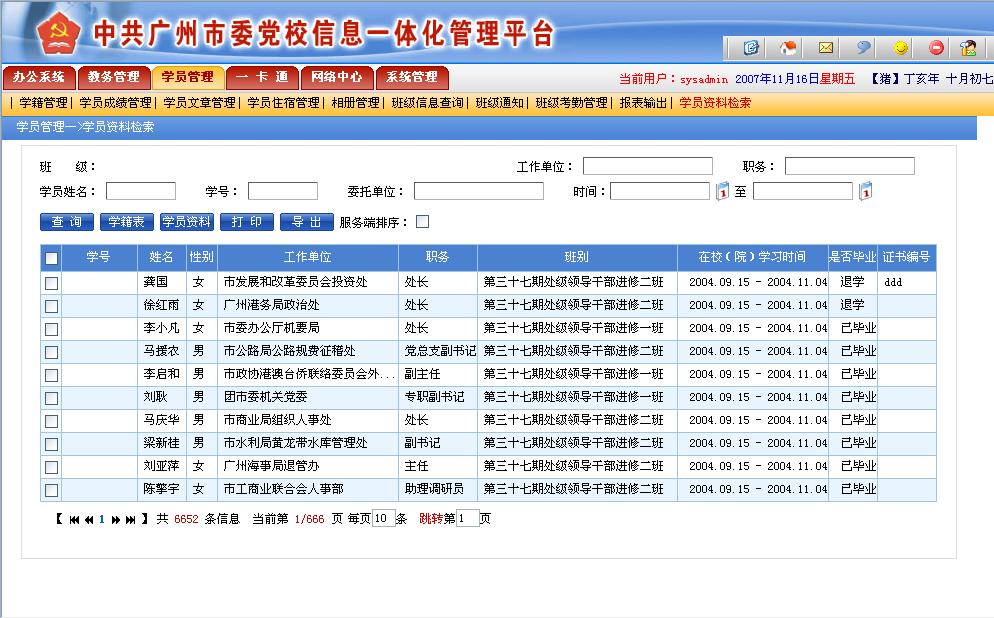 中共广州市委党校信息一体化管理平台
办公系统 教务管理 学员管理 一 卡 通 网络中心 系统管理
当前用户：sysadmin 2007年11月16日星期五 【猪】丁亥年 十月初七
| 学籍管理| 学员成绩管理| 学员文章管理| 学员住宿管理| 相册管理| 班级信息查询| 班级通知| 班级考勤管理| 报表输出| 学员资料检索
学员管理—>学员资料检索
班 级： 工作单位： 职务：
学员姓名： 学号： 委托单位： 时间： 1 至 1
查 询 学籍表 学员资料 打 印 导 出 服务端排序：
学号 姓名 性别 工作单位 职务 班别 在校（院）学习时间 是否毕业 证书编号
龚国 女 市发展和改革委员会投资处 处长 第三十七期处级领导干部进修二班 2004.09.15 - 2004.11.04 退学 ddd
徐红雨 女 广州港务局政治处 处长 第三十七期处级领导干部进修二班 2004.09.15 - 2004.11.04 退学
李小凡 女 市委办公厅机要局 处长 第三十七期处级领导干部进修一班 2004.09.15 - 2004.11.04 已毕业
马援农 男 市公路局公路规费征稽处 党总支副书记 第三十七期处级领导干部进修二班 2004.09.15 - 2004.11.04 已毕业
李启和 男 市政协港澳台侨联络委员会外... 副主任 第三十七期处级领导干部进修一班 2004.09.15 - 2004.11.04 已毕业
刘耿 男 团市委机关党委 专职副书记 第三十七期处级领导干部进修一班 2004.09.15 - 2004.11.04 已毕业
马庆华 男 市商业局组织人事处 处长 第三十七期处级领导干部进修二班 2004.09.15 - 2004.11.04 已毕业
梁新桂 男 市水利局黄龙带水库管理处 副书记 第三十七期处级领导干部进修二班 2004.09.15 - 2004.11.04 已毕业
刘亚萍 女 广州海事局退管办 主任 第三十七期处级领导干部进修二班 2004.09.15 - 2004.11.04 已毕业
陈擎宇 女 市工商业联合会人事部 助理调研员 第三十七期处级领导干部进修二班 2004.09.15 - 2004.11.04 已毕业
【 1 】 共 6652 条信息 当前第 1/666 页 每页10条 跳转第1页